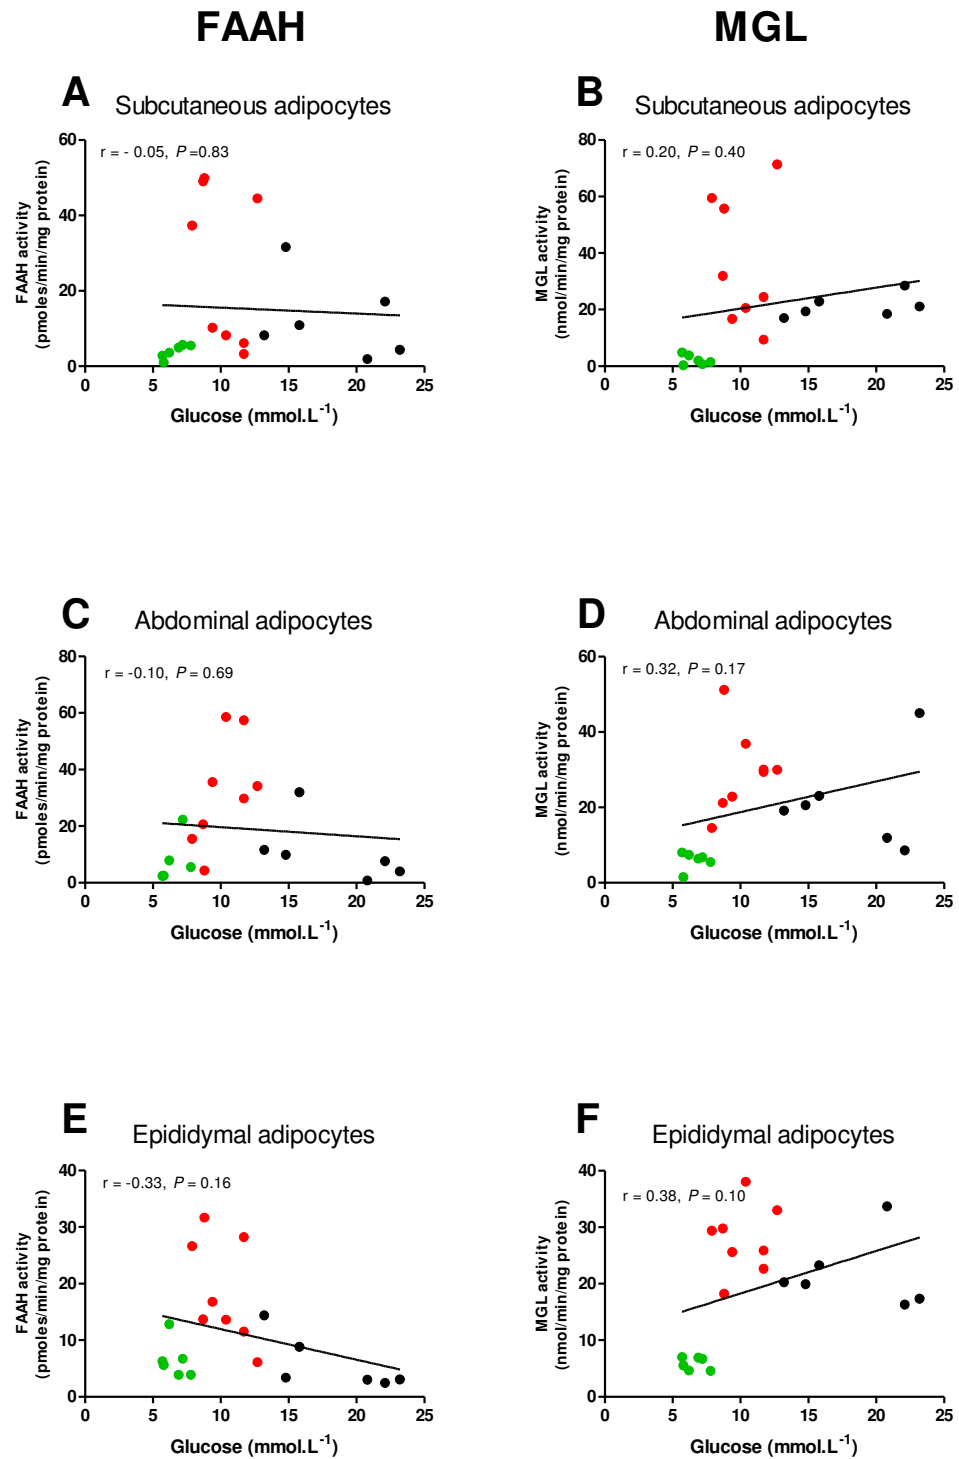 FAAH
MGL
A
Subcutaneous adipocytes
r = - 0.05, P =0.83
60
40
20
0
FAAH activity
(pmoles/min/mg protein)
0 5 10 15 20 25
Glucose (mmol.L-1)
B
Subcutaneous adipocytes
r = 0.20, P = 0.40
80
60
40
20
0
MGL activity
(nmol/min/mg protein)
0 5 10 15 20 25
Glucose (mmol.L-1)
C
Abdominal adipocytes
r = -0.10, P = 0.69
80
60
40
20
0
FAAH activity
(pmoles/min/mg protein)
0 5 10 15 20 25
Glucose (mmol.L-1)
D
Abdominal adipocytes
r = 0.32, P = 0.17
60
40
20
0
MGL activity
(nmol/min/mg protein)
0 5 10 15 20 25
Glucose (mmol.L-1)
E
Epididymal adipocytes
r = -0.33, P = 0.16
40
30
20
10
0
FAAH activity
(pmoles/min/mg protein)
0 5 10 15 20 25
Glucose (mmol.L-1)
F
Epididymal adipocytes
r = 0.38, P = 0.10
40
30
20
10
0
MGL activity
(nmol/min/mg protein)
0 5 10 15 20 25
Glucose (mmol.L-1)